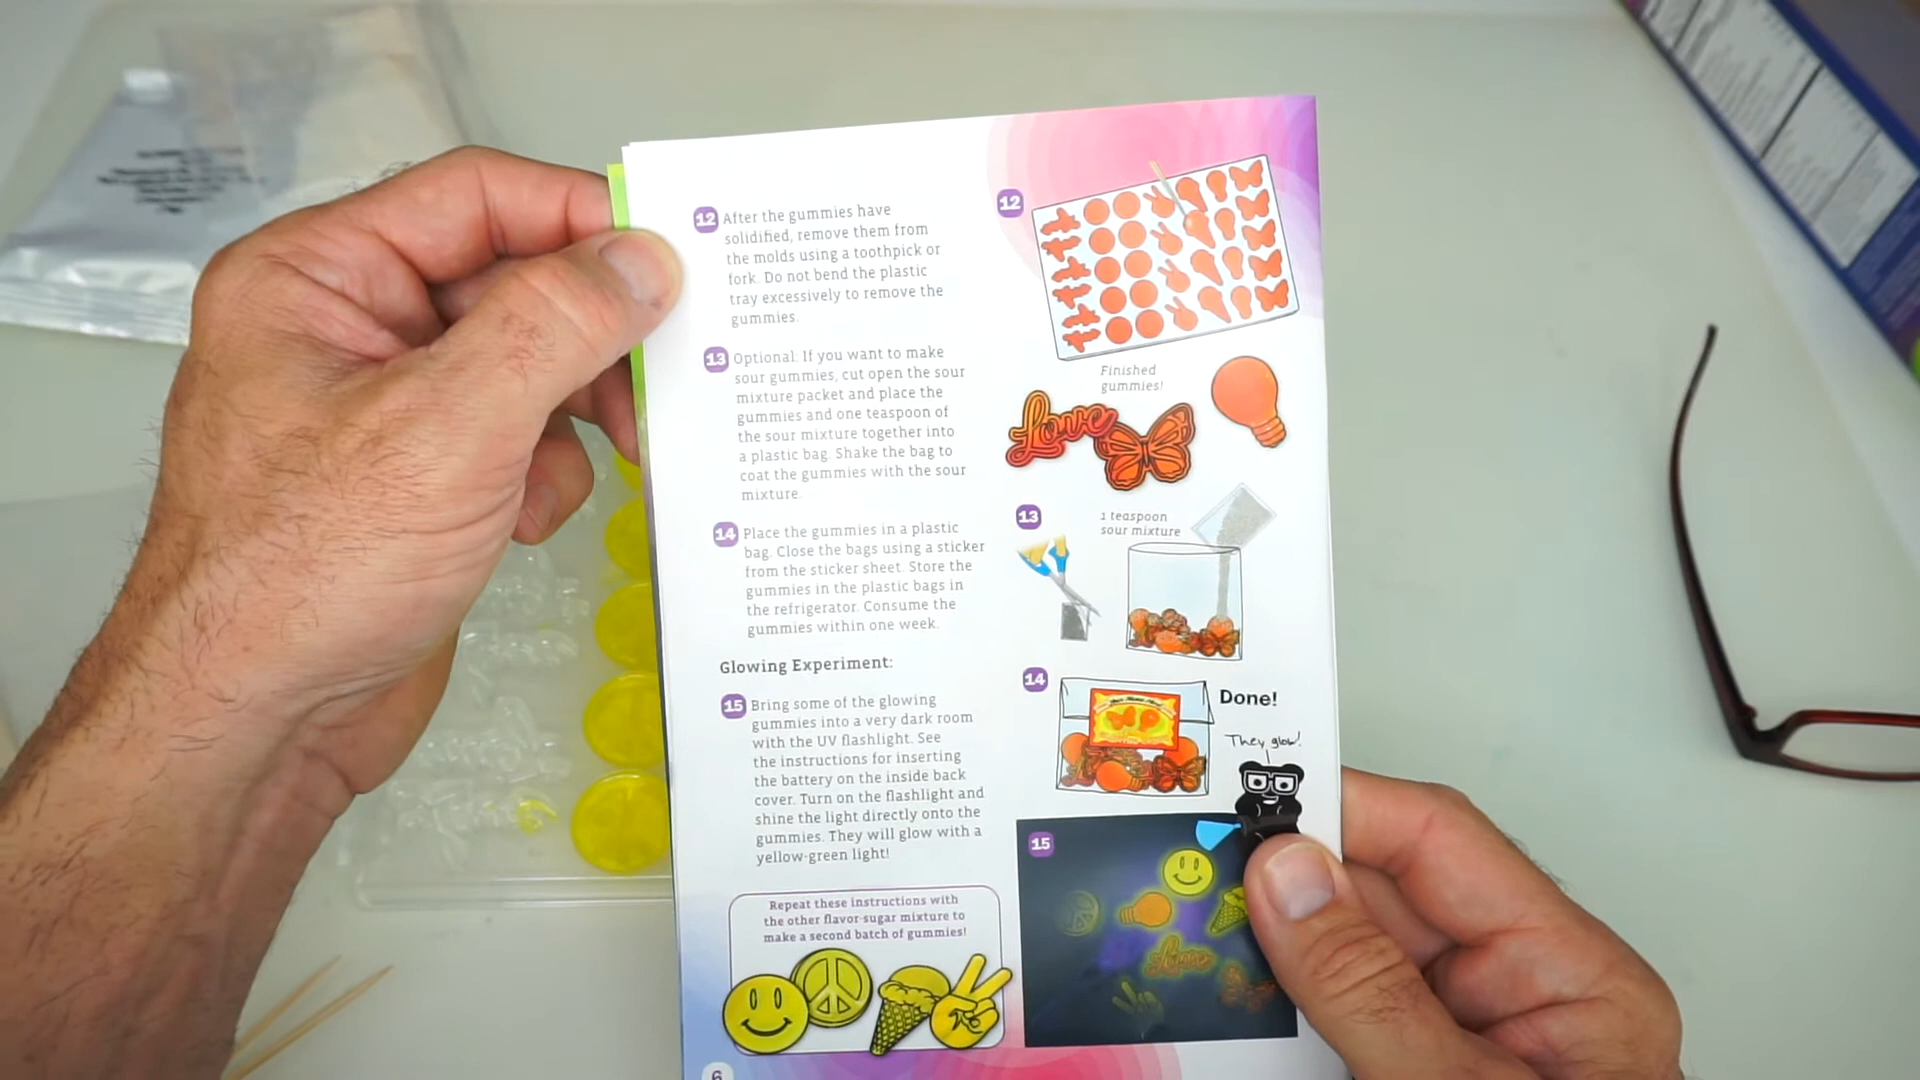 12 After the gummies have
solidified, remove them from
the molds using a toothpick or
fork. Do not bend the plastic
tray excessively to remove the
gummies.
13 Optional: If you want to make
sour gummies, cut open the sour
mixture packet and place the
gummies and one teaspoon of
the sour mixture together into
a plastic bag. Shake the bag to
coat the gummies with the sour
mixture.
14 Place the gummies in a plastic
bag. Close the bags using a sticker
from the sticker sheet. Store the
gummies in the plastic bags in
the refrigerator. Consume the
gummies within one week.
Glowing Experiment:
15 Bring some of the glowing
gummies into a very dark room
with the UV flashlight. See
the instructions for inserting
the battery on the inside back
cover. Turn on the flashlight and
shine the light directly onto the
gummies. They will glow with a
yellow-green light!
Repeat these instructions with
the other flavor-sugar mixture to
make a second batch of gummies!
6
12
Finished
gummies!
Love
13
1 teaspoon
sour mixture
14
Done!
They glow!
15
Love